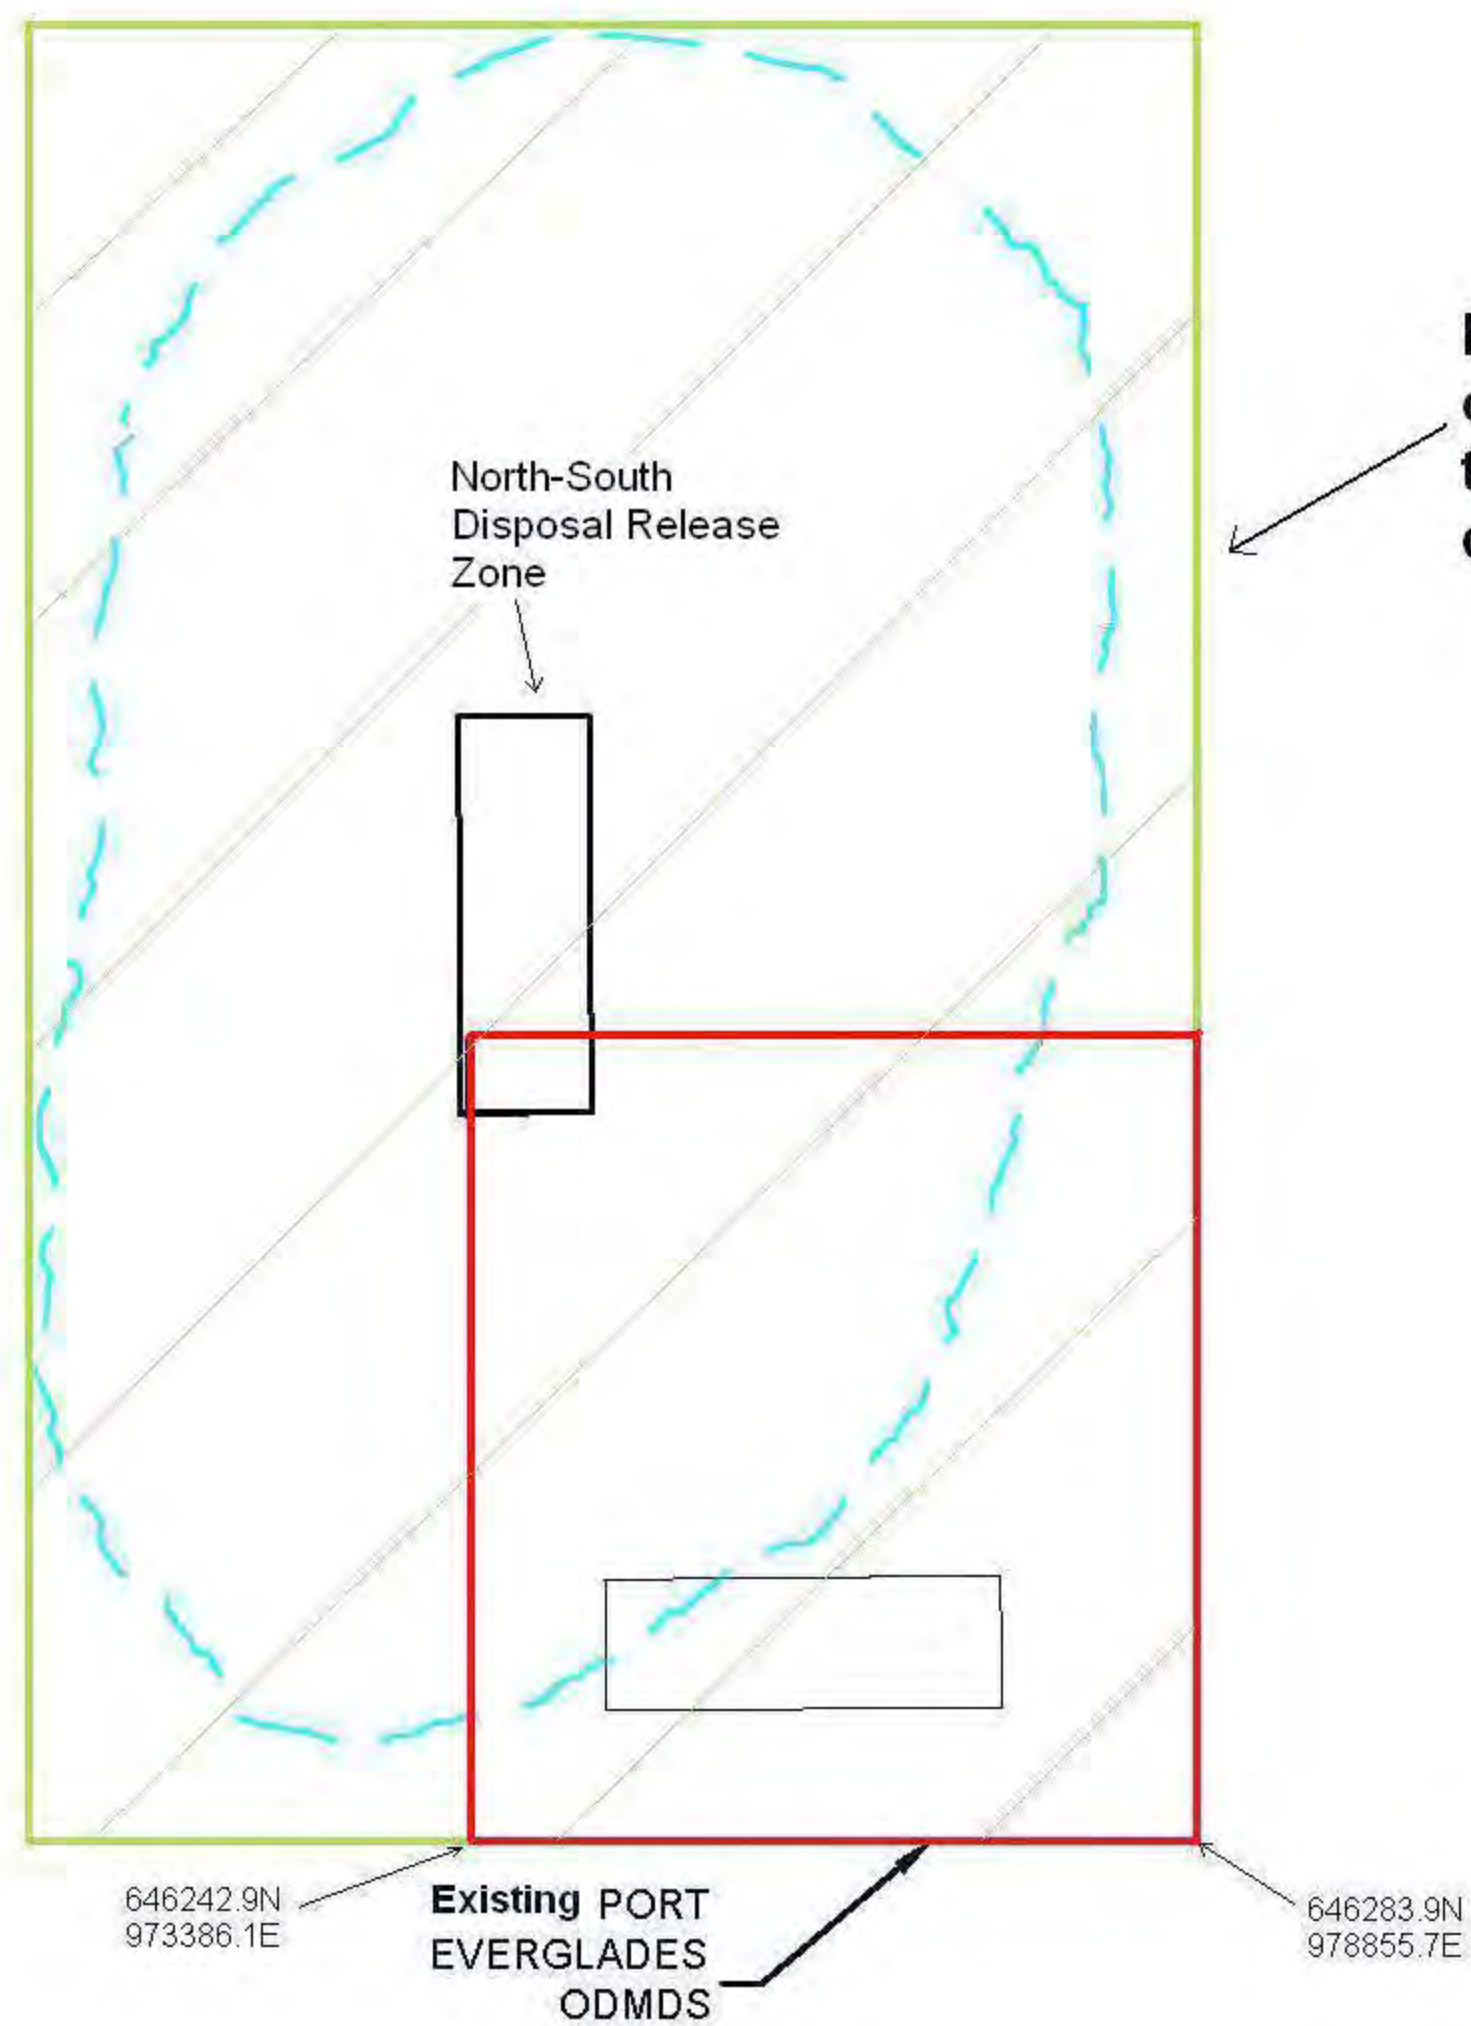 North-South
Disposal Release
Zone
646242.9N
973386.1E
Existing PORT
EVERGLADES
ODMDS
646283.9N
978855.7E